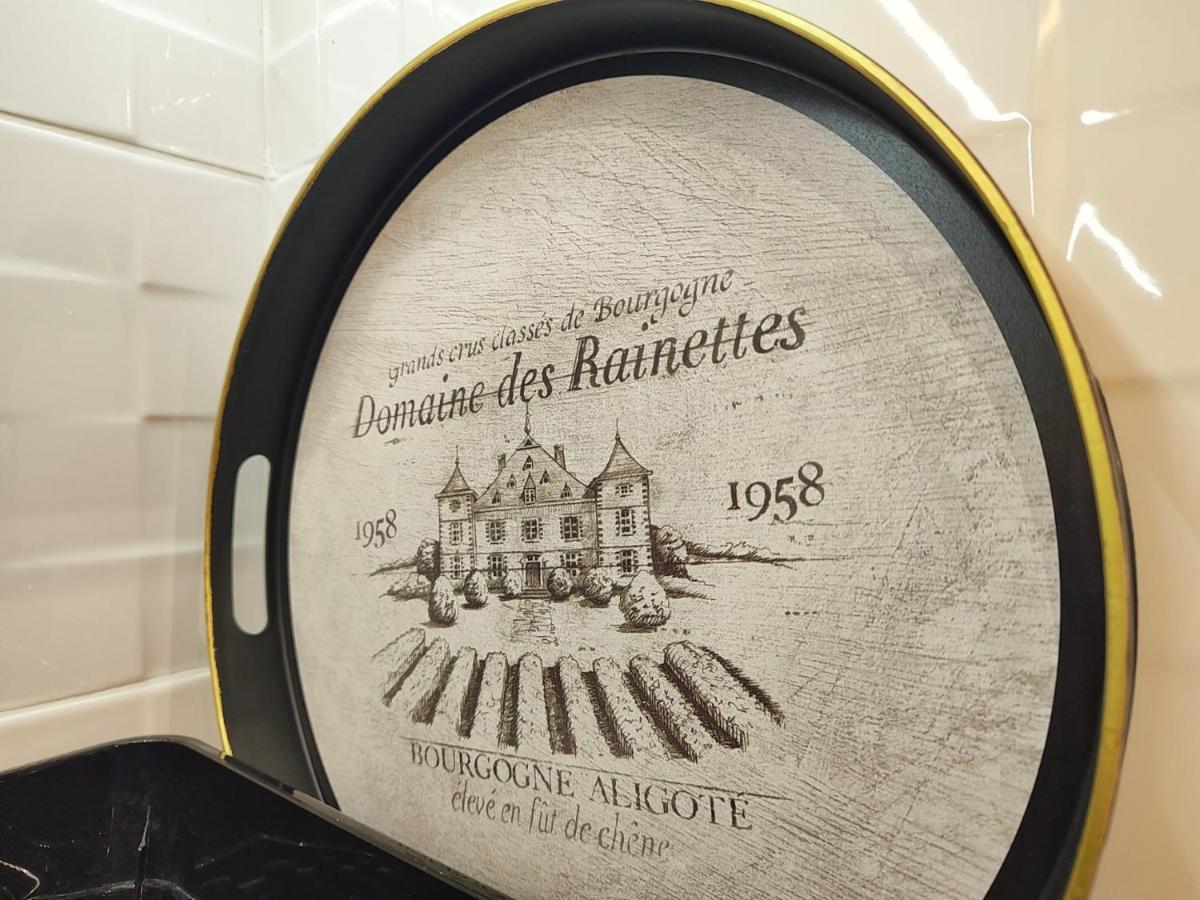 grands crus classés de Bourgogne
Domaine des Rainettes
1958 1958
BOURGOGNE ALIGOTÉ
élevé en fût de chêne